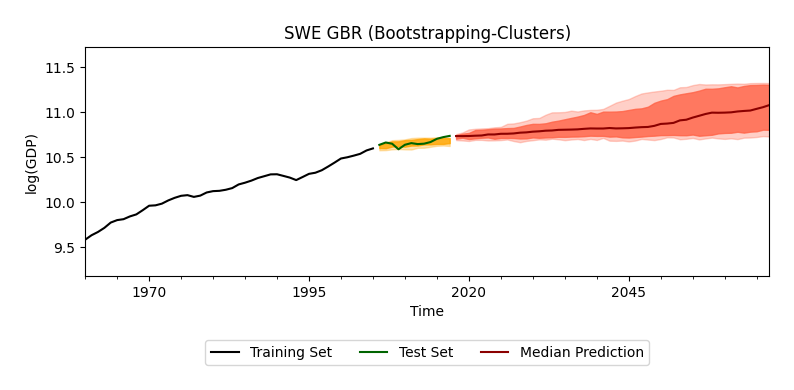 SWE GBR (Bootstrapping-Clusters)
11.5
11.0
10.5
10.0
9.5
log(GDP)
1970 1995 2020 2045
Time
Training Set Test Set Median Prediction